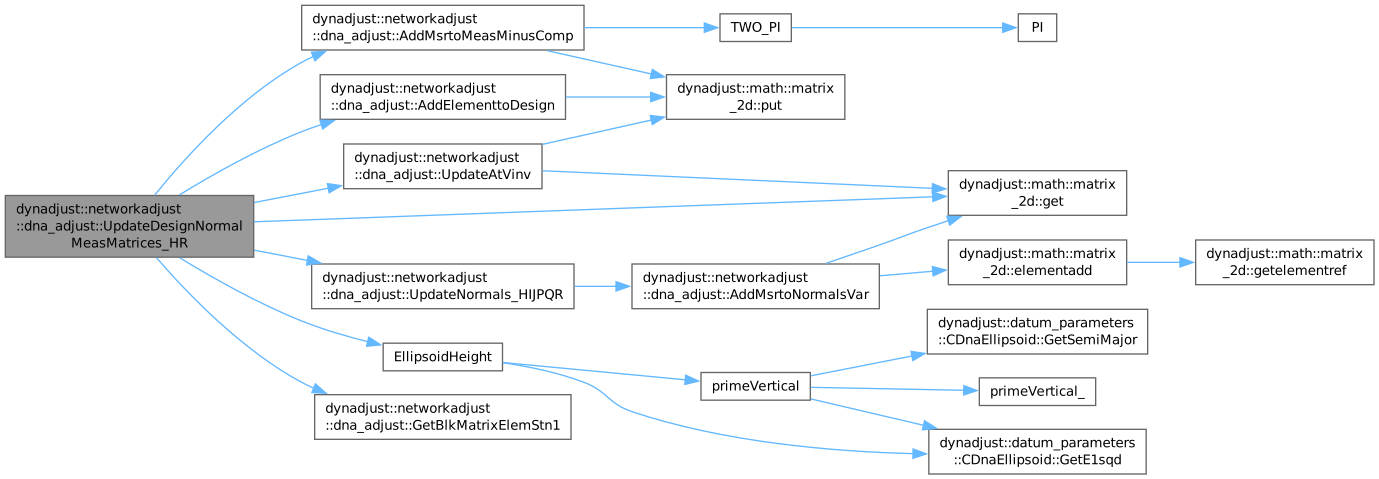 dynadjust::networkadjust
::dna_adjust::UpdateDesignNormal
MeasMatrices_HR
dynadjust::networkadjust
::dna_adjust::AddMsrtoMeasMinusComp
dynadjust::networkadjust
::dna_adjust::AddElementtoDesign
dynadjust::networkadjust
::dna_adjust::UpdateAtVinv
dynadjust::networkadjust
::dna_adjust::UpdateNormals_HIJPQR
EllipsoidHeight
dynadjust::networkadjust
::dna_adjust::GetBlkMatrixElemStn1
TWO_PI
dynadjust::math::matrix
_2d::put
dynadjust::networkadjust
::dna_adjust::AddMsrtoNormalsVar
primeVertical
PI
dynadjust::math::matrix
_2d::get
dynadjust::math::matrix
_2d::elementadd
dynadjust::datum_parameters
::CDnaEllipsoid::GetSemiMajor
primeVertical_
dynadjust::datum_parameters
::CDnaEllipsoid::GetE1sqd
dynadjust::math::matrix
_2d::getelementref